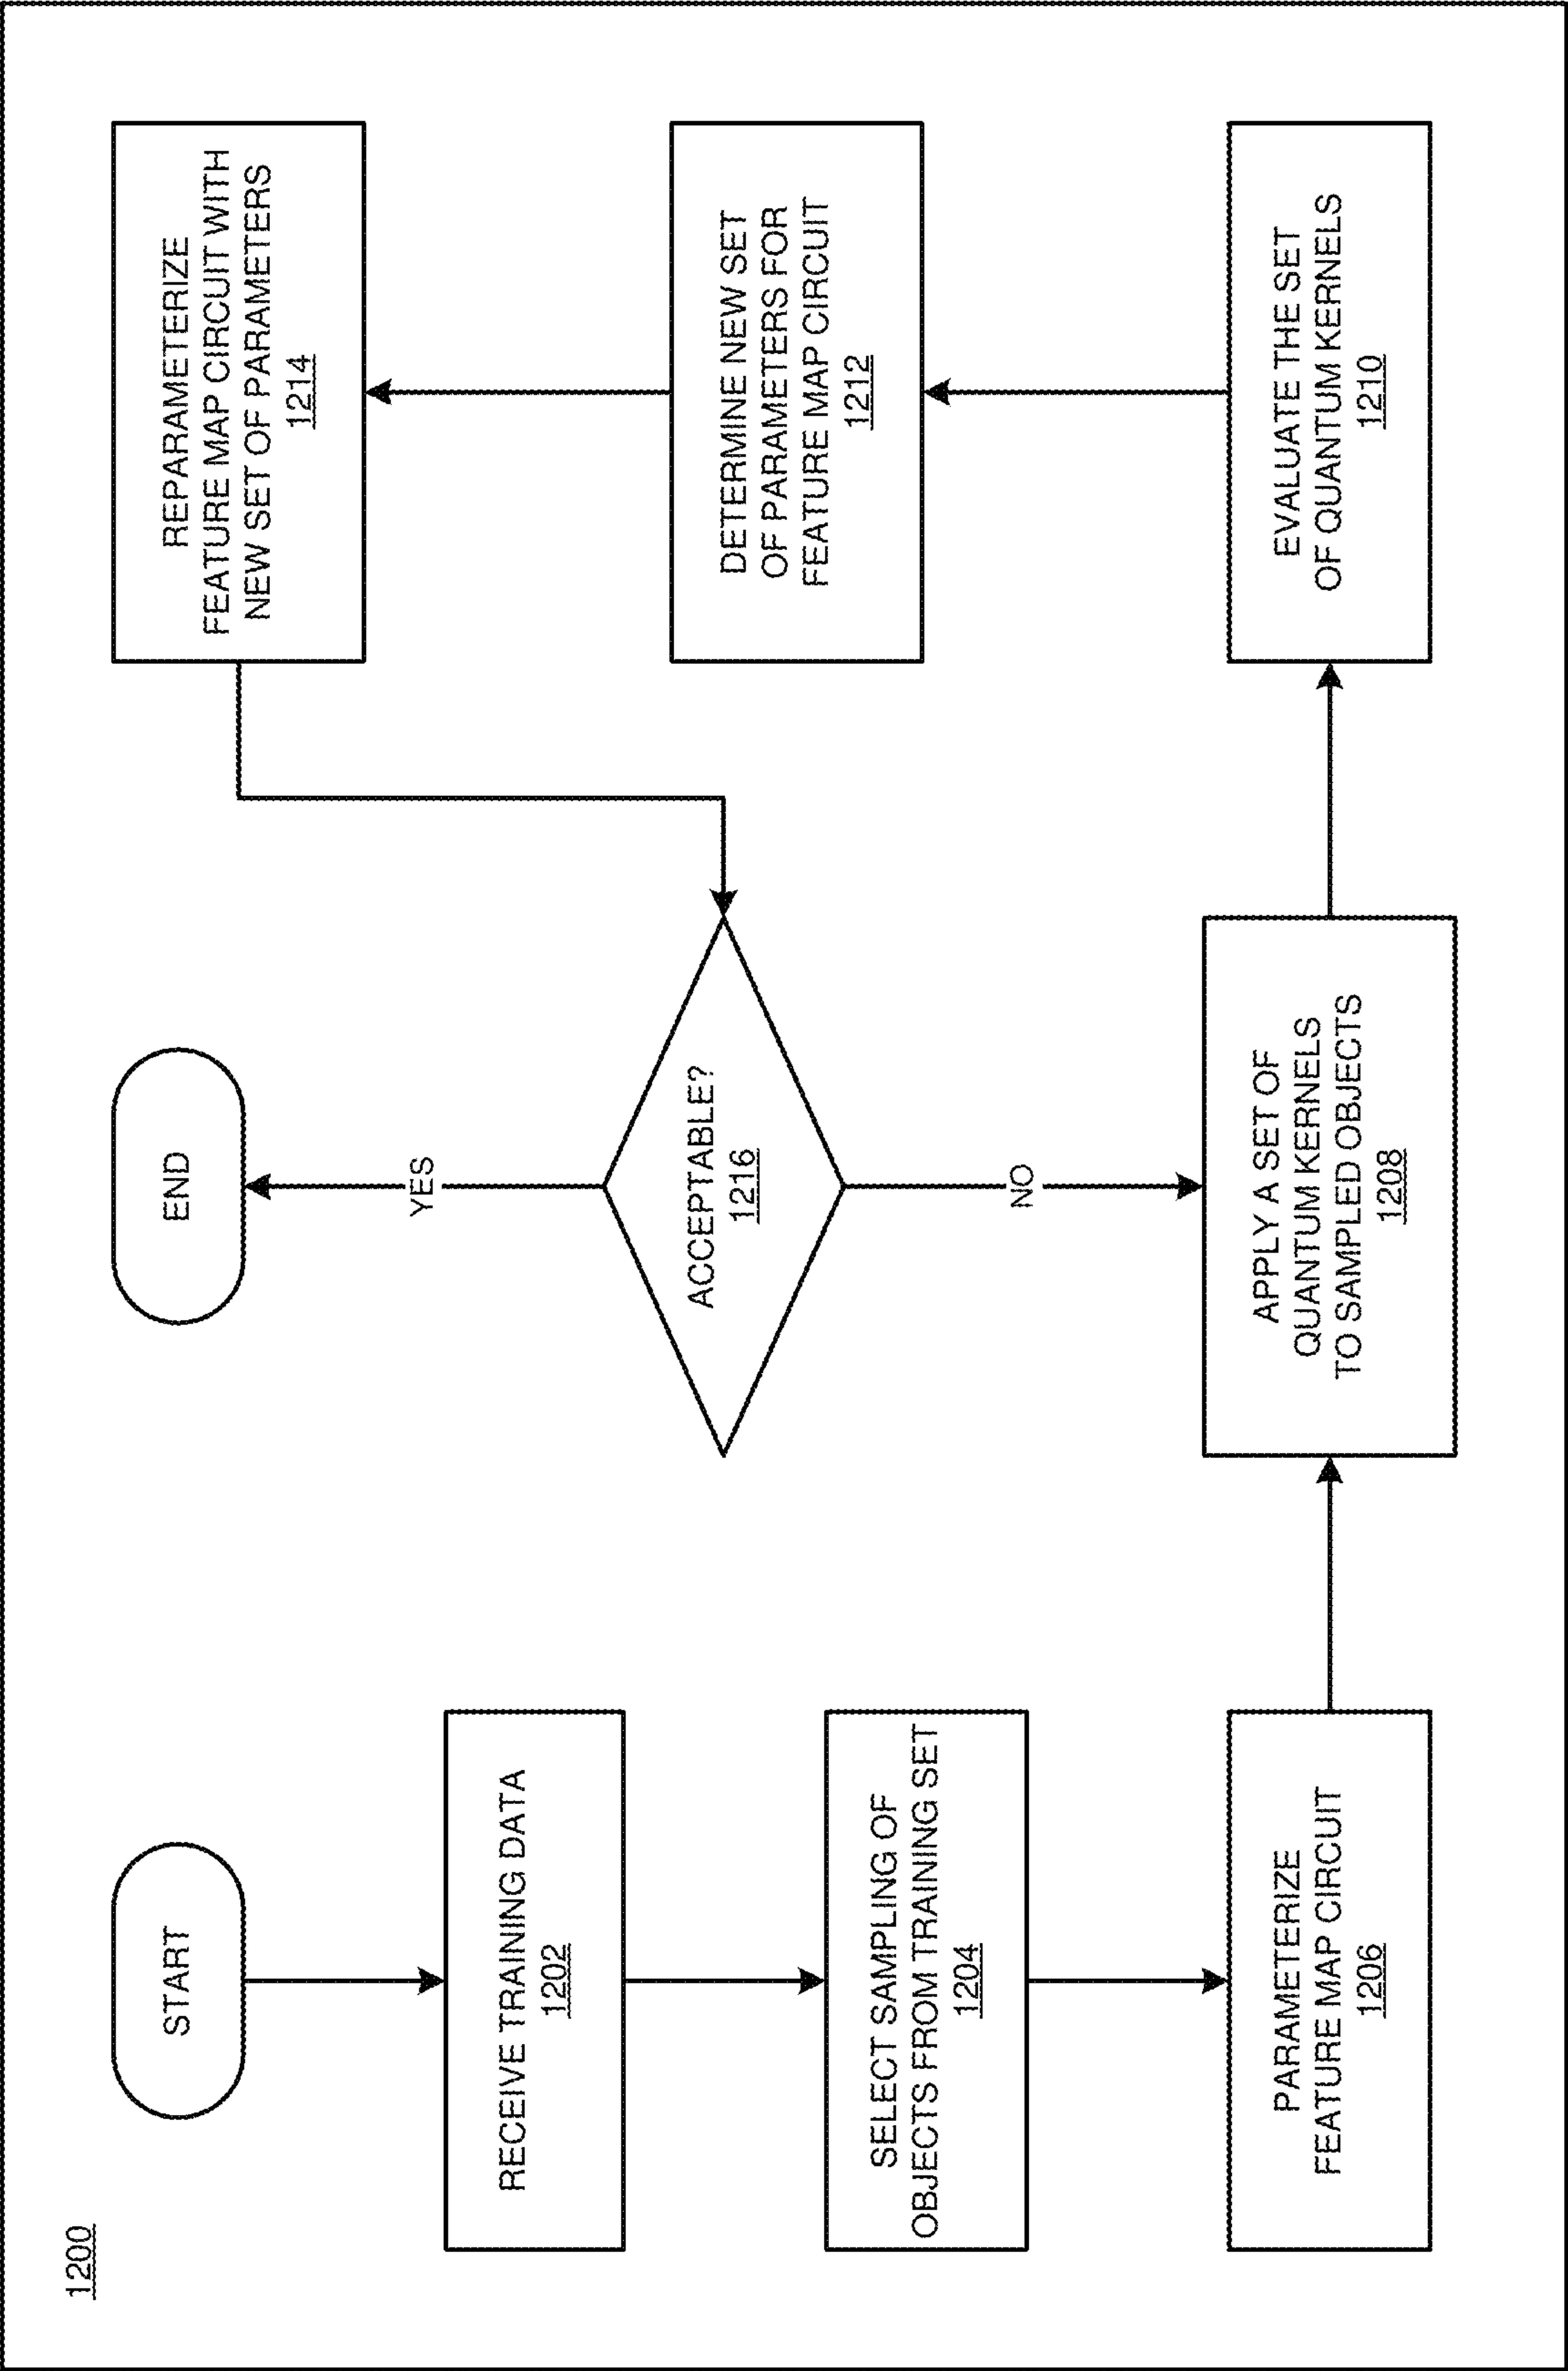 1200
START
RECEIVE TRAINING DATA
1202
SELECT SAMPLING OF
OBJECTS FROM TRAINING SET
1204
PARAMETERIZE
FEATURE MAP CIRCUIT
1206
END
YES
ACCEPTABLE?
1216
NO
APPLY A SET OF
QUANTUM KERNELS
TO SAMPLED OBJECTS
1208
REPARAMETERIZE
FEATURE MAP CIRCUIT WITH
NEW SET OF PARAMETERS
1214
DETERMINE NEW SET
OF PARAMETERS FOR
FEATURE MAP CIRCUIT
1212
EVALUATE THE SET
OF QUANTUM KERNELS
1210